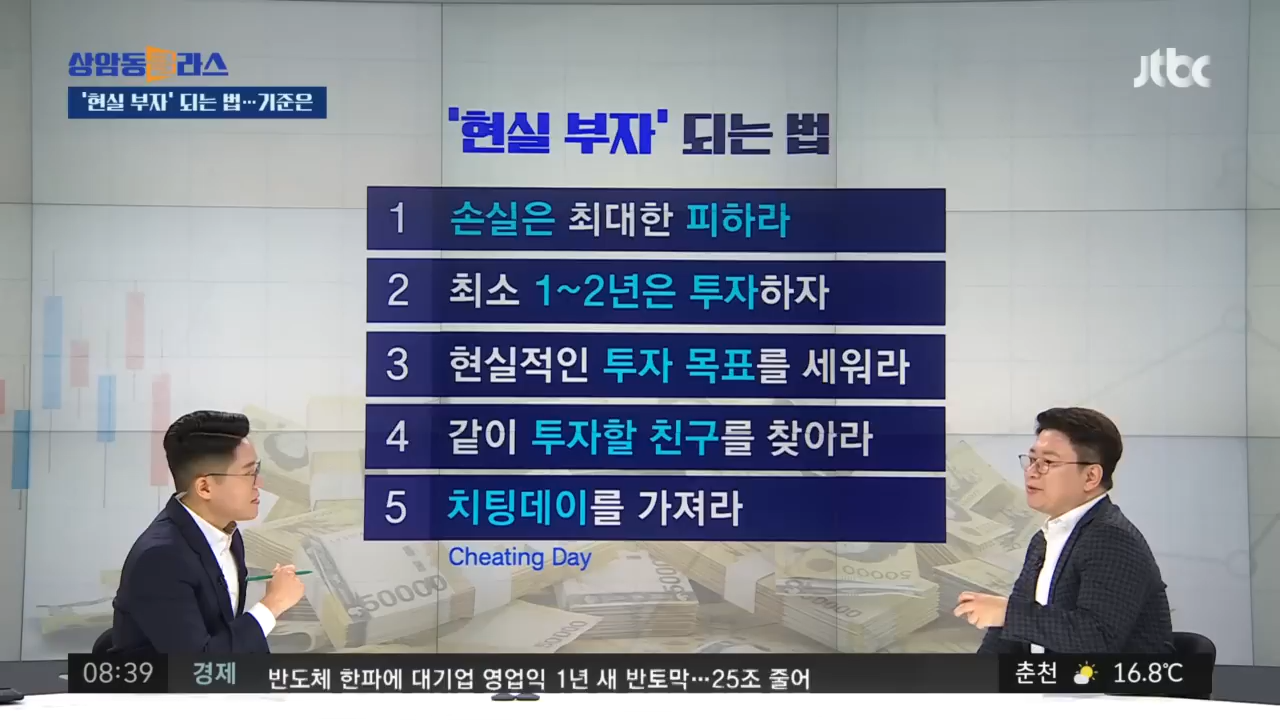 상암동클라스
jtbc
'현실 부자' 되는 법…기준은
'현실 부자' 되는 법
1 손실은 최대한 피하라
2 최소 1~2년은 투자하자
3 현실적인 투자 목표를 세워라
4 같이 투자할 친구를 찾아라
5 치팅데이를 가져라
Cheating Day
50000
50000
50000
08:39 경제 반도체 한파에 대기업 영업익 1년 새 반토막…25조 줄어 춘천 16.8℃